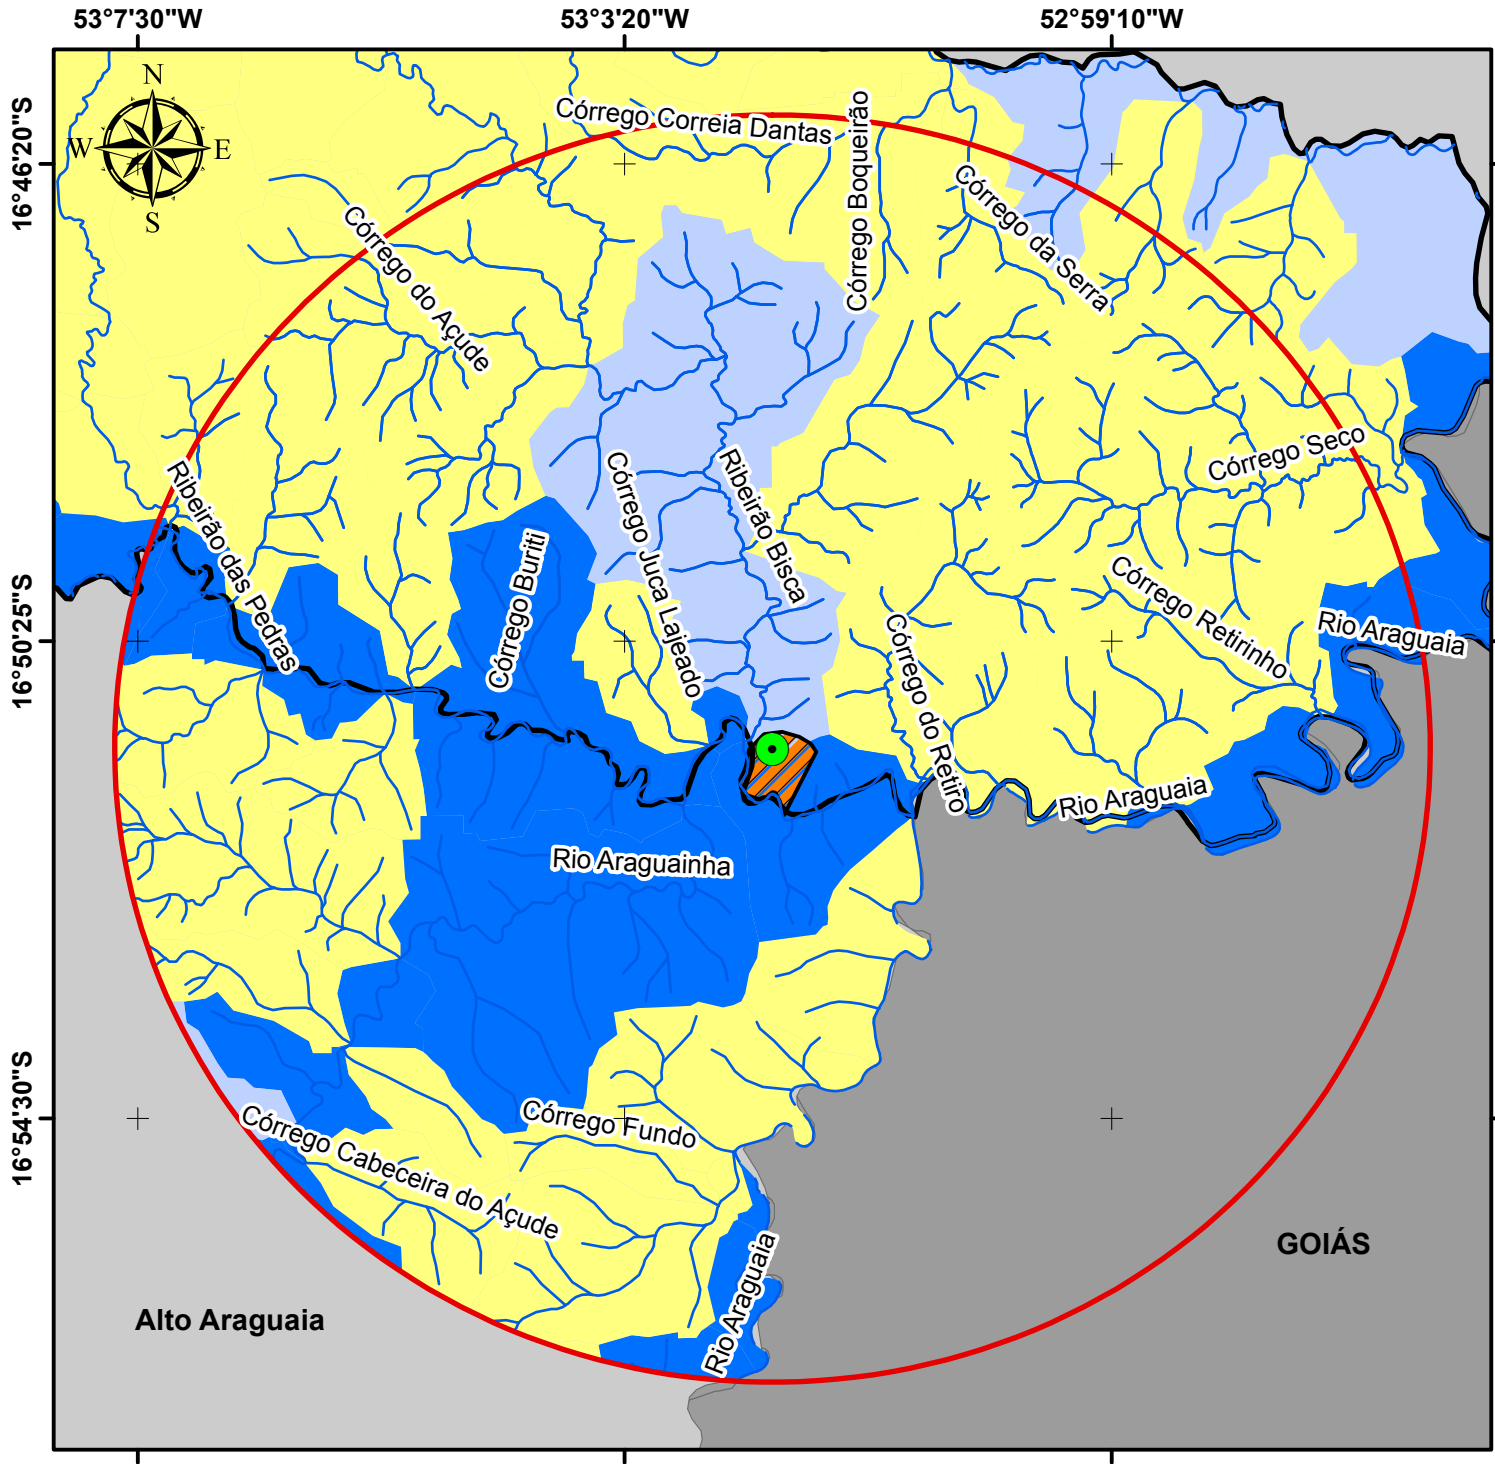 53°7'30"W
53°3'20"W
52°59'10"W
16°46'20"S
16°50'25"S
16°54'30"S
N
W
E
S
Córrego Correia Dantas
Córrego Boqueirão
Córrego da Serra
Córrego do Açude
Córrego Seco
Ribeirão das Pedras
Córrego Buriti
Córrego Juca Lajeado
Ribeirão Bisca
Córrego do Retiro
Córrego Retirinho
Rio Araguaia
Rio Araguaia
Rio Araguainha
Córrego Fundo
Córrego Cabeceira do Açude
Rio Araguaia
GOIÁS
Alto Araguaia